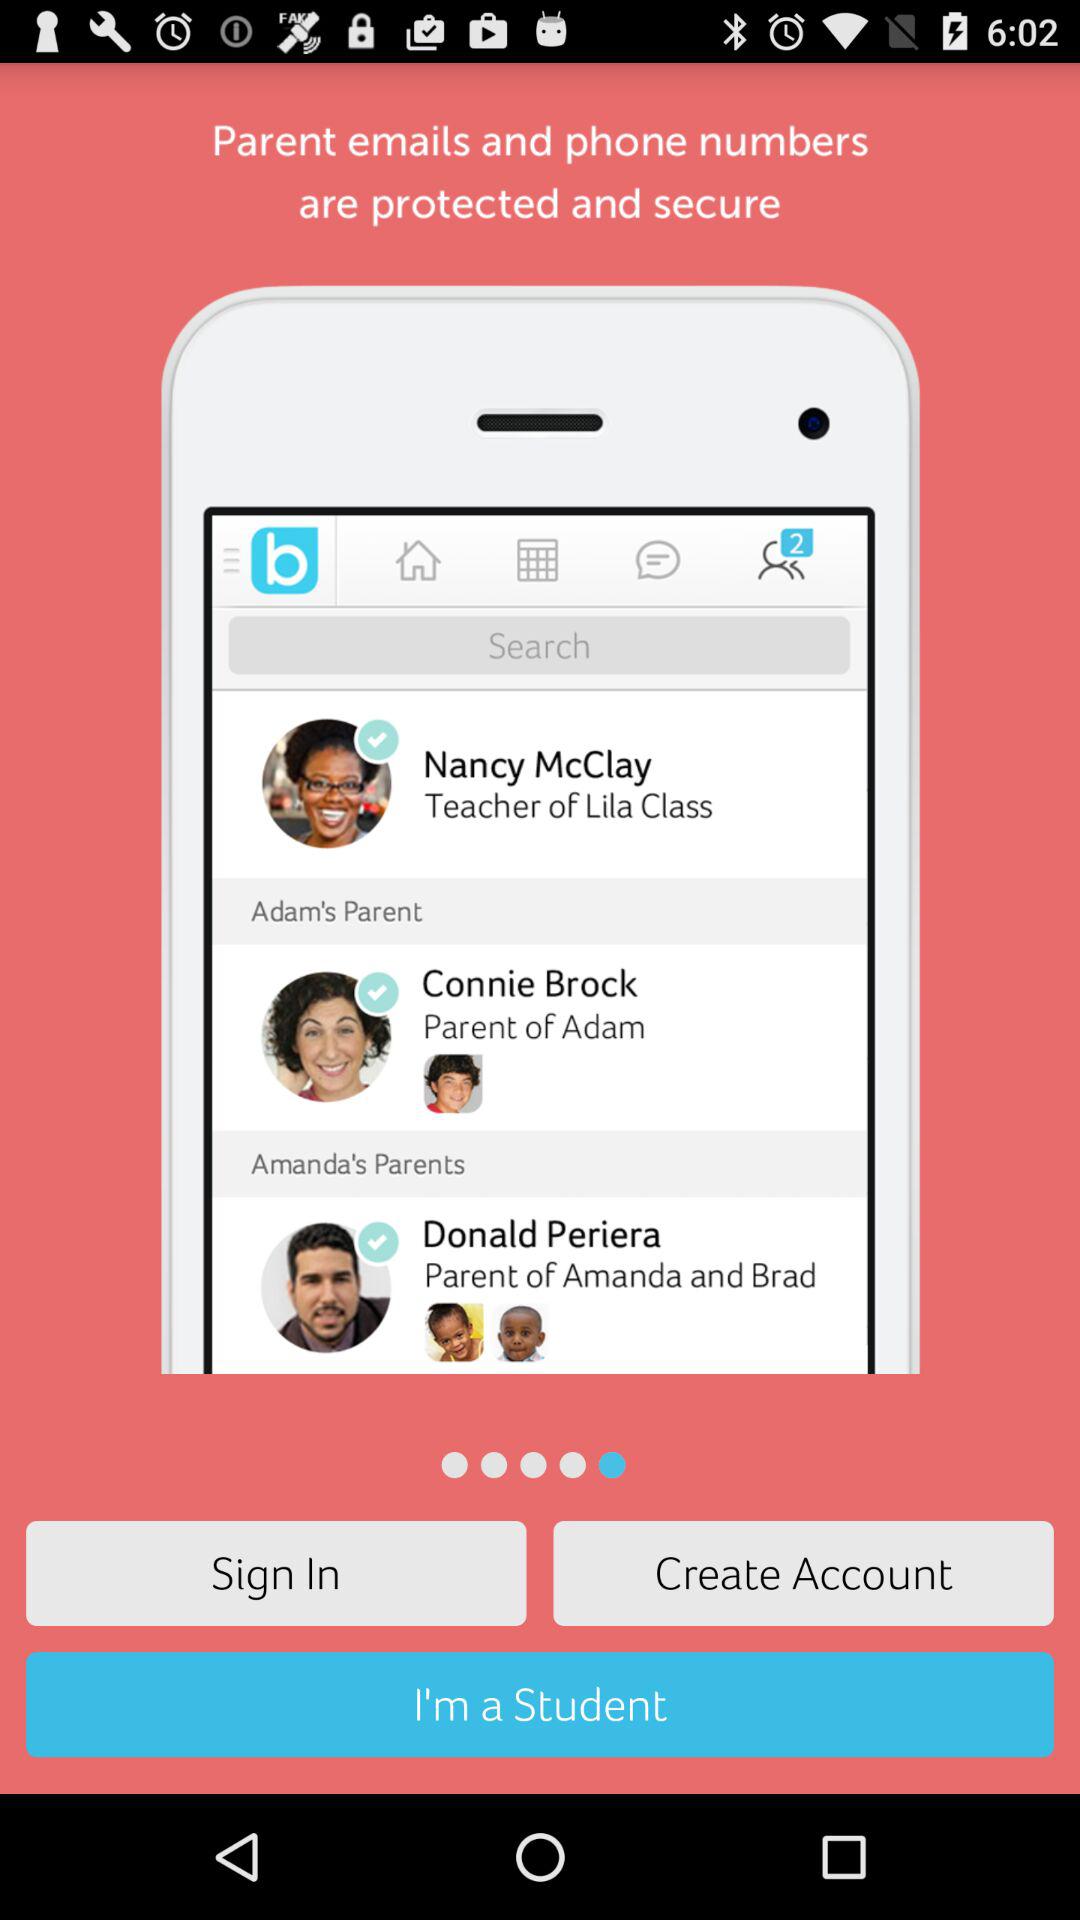 FAKE
6:02
Parent emails and phone numbers
are protected and secure
b
2
Search
Nancy McClay
Teacher of Lila Class
Adam's Parent
Connie Brock
Parent of Adam
Amanda's Parents
Donald Periera
Parent of Amanda and Brad
Sign In
Create Account
I'm a Student